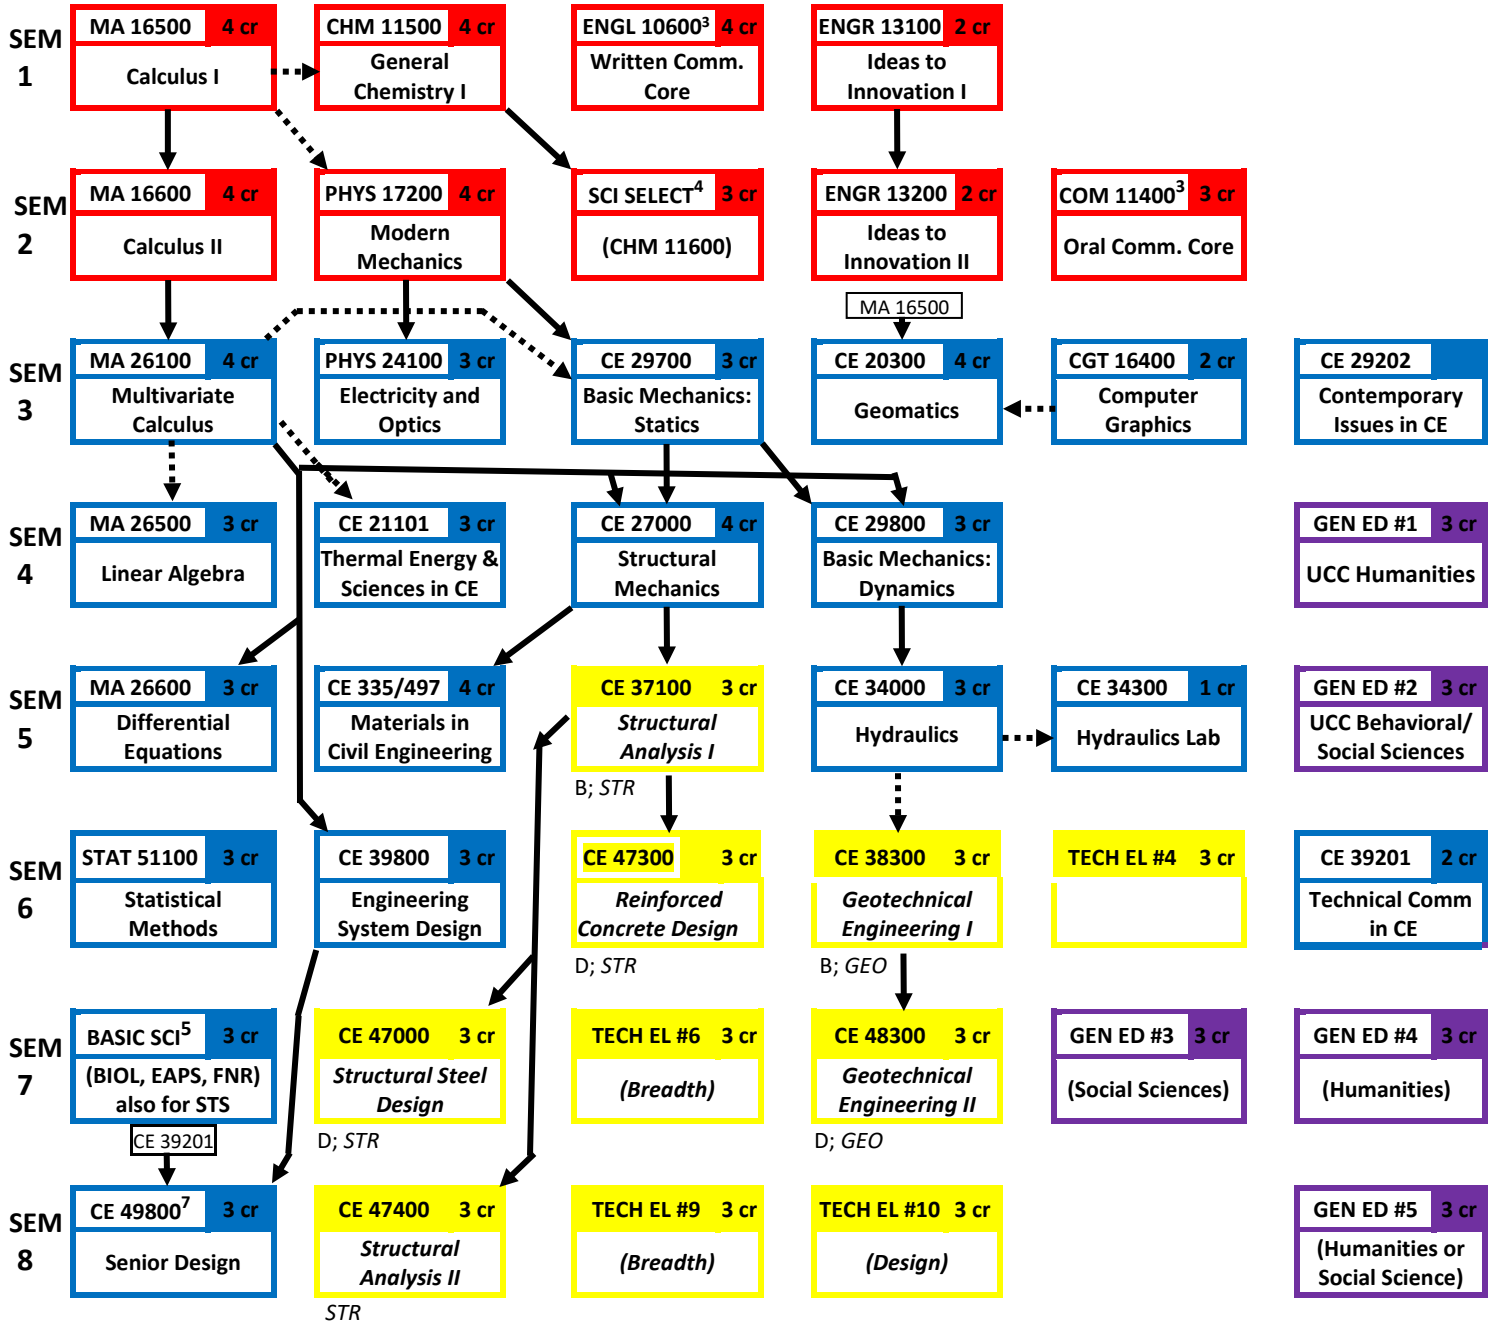 SEM
1
MA 16500 4 cr
Calculus I
CHM 11500 4 cr
General
Chemistry I
ENGL 10600³ 4 cr
Written Comm.
Core
ENGR 13100 2 cr
Ideas to
Innovation I
SEM
2
MA 16600 4 cr
Calculus II
PHYS 17200 4 cr
Modern
Mechanics
SCI SELECT⁴ 3 cr
(CHM 11600)
ENGR 13200 2 cr
Ideas to
Innovation II
COM 11400³ 3 cr
Oral Comm. Core
MA 16500
SEM
3
MA 26100 4 cr
Multivariate
Calculus
PHYS 24100 3 cr
Electricity and
Optics
CE 29700 3 cr
Basic Mechanics:
Statics
CE 20300 4 cr
Geomatics
CGT 16400 2 cr
Computer
Graphics
CE 29202
Contemporary
Issues in CE
SEM
4
MA 26500 3 cr
Linear Algebra
CE 21101 3 cr
Thermal Energy &
Sciences in CE
CE 27000 4 cr
Structural
Mechanics
CE 29800 3 cr
Basic Mechanics:
Dynamics
GEN ED #1 3 cr
UCC Humanities
SEM
5
MA 26600 3 cr
Differential
Equations
CE 335/497 4 cr
Materials in
Civil Engineering
CE 37100 3 cr
Structural
Analysis I
B; STR
CE 34000 3 cr
Hydraulics
CE 34300 1 cr
Hydraulics Lab
GEN ED #2 3 cr
UCC Behavioral/
Social Sciences
SEM
6
STAT 51100 3 cr
Statistical
Methods
CE 39800 3 cr
Engineering
System Design
CE 47300 3 cr
Reinforced
Concrete Design
D; STR
CE 38300 3 cr
Geotechnical
Engineering I
B; GEO
TECH EL #4 3 cr
CE 39201 2 cr
Technical Comm
in CE
SEM
7
BASIC SCI⁵ 3 cr
(BIOL, EAPS, FNR)
also for STS
CE 47000 3 cr
Structural Steel
Design
D; STR
TECH EL #6 3 cr
(Breadth)
CE 48300 3 cr
Geotechnical
Engineering II
D; GEO
GEN ED #3 3 cr
(Social Sciences)
GEN ED #4 3 cr
(Humanities)
CE 39201
SEM
8
CE 49800⁷ 3 cr
Senior Design
CE 47400 3 cr
Structural
Analysis II
STR
TECH EL #9 3 cr
(Breadth)
TECH EL #10 3 cr
(Design)
GEN ED #5 3 cr
(Humanities or
Social Science)